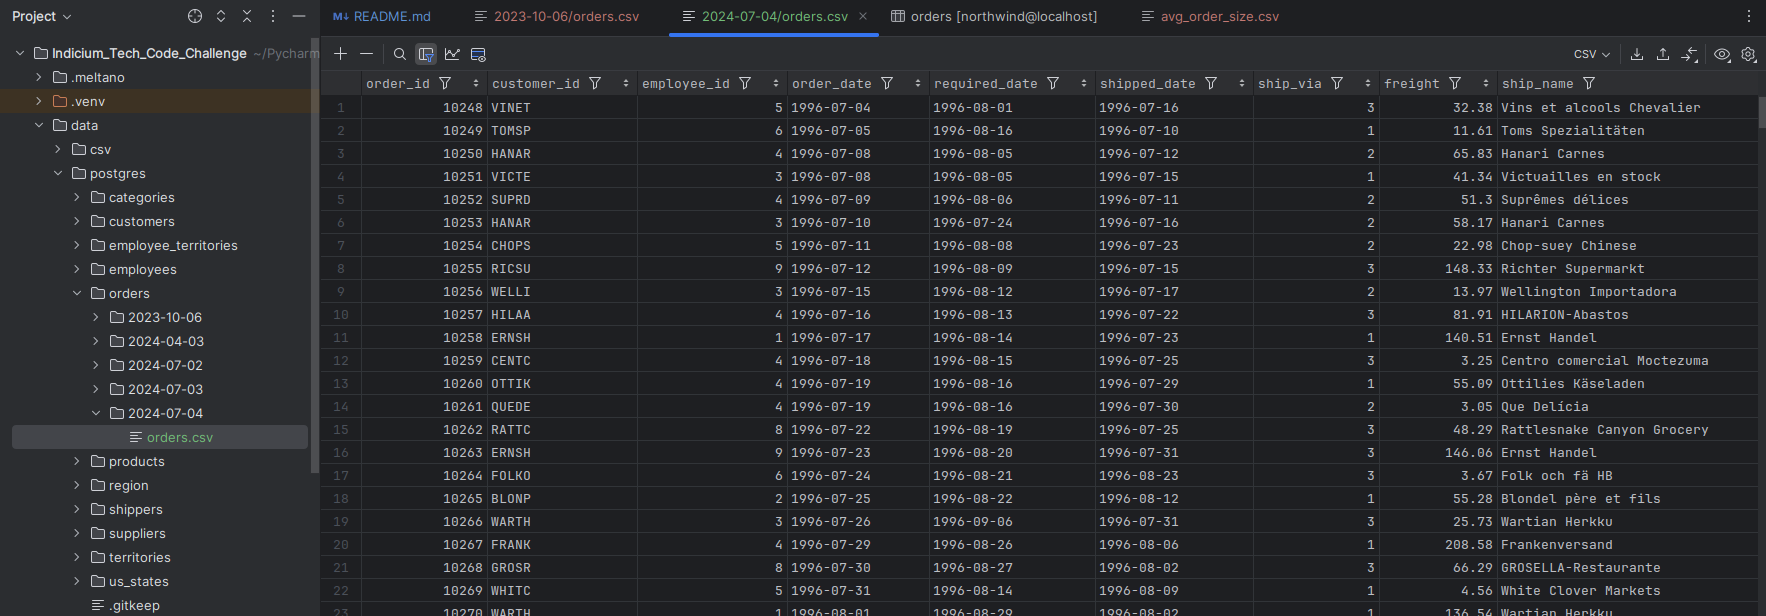 Project
Indicium_Tech_Code_Challenge ~/Pycharm
.meltano
.venv
data
csv
postgres
categories
customers
employee_territories
employees
orders
2023-10-06
2024-04-03
2024-07-02
2024-07-03
2024-07-04
orders.csv
products
region
shippers
suppliers
territories
us_states
.gitkeep
M↓ README.md 2023-10-06/orders.csv 2024-07-04/orders.csv orders [northwind@localhost] avg_order_size.csv
CSV
order_id customer_id employee_id order_date required_date shipped_date ship_via freight ship_name
1 10248 VINET 5 1996-07-04 1996-08-01 1996-07-16 3 32.38 Vins et alcools Chevalier
2 10249 TOMSP 6 1996-07-05 1996-08-16 1996-07-10 1 11.61 Toms Spezialitäten
3 10250 HANAR 4 1996-07-08 1996-08-05 1996-07-12 2 65.83 Hanari Carnes
4 10251 VICTE 3 1996-07-08 1996-08-05 1996-07-15 1 41.34 Victuailles en stock
5 10252 SUPRD 4 1996-07-09 1996-08-06 1996-07-11 2 51.3 Suprêmes délices
6 10253 HANAR 3 1996-07-10 1996-07-24 1996-07-16 2 58.17 Hanari Carnes
7 10254 CHOPS 5 1996-07-11 1996-08-08 1996-07-23 2 22.98 Chop-suey Chinese
8 10255 RICSU 9 1996-07-12 1996-08-09 1996-07-15 3 148.33 Richter Supermarkt
9 10256 WELLI 3 1996-07-15 1996-08-12 1996-07-17 2 13.97 Wellington Importadora
10 10257 HILAA 4 1996-07-16 1996-08-13 1996-07-22 3 81.91 HILARION-Abastos
11 10258 ERNSH 1 1996-07-17 1996-08-14 1996-07-23 1 140.51 Ernst Handel
12 10259 CENTC 4 1996-07-18 1996-08-15 1996-07-25 3 3.25 Centro comercial Moctezuma
13 10260 OTTIK 4 1996-07-19 1996-08-16 1996-07-29 1 55.09 Ottilies Käseladen
14 10261 QUEDE 4 1996-07-19 1996-08-16 1996-07-30 2 3.05 Que Delícia
15 10262 RATTC 8 1996-07-22 1996-08-19 1996-07-25 3 48.29 Rattlesnake Canyon Grocery
16 10263 ERNSH 9 1996-07-23 1996-08-20 1996-07-31 3 146.06 Ernst Handel
17 10264 FOLKO 6 1996-07-24 1996-08-21 1996-08-23 3 3.67 Folk och fä HB
18 10265 BLONP 2 1996-07-25 1996-08-22 1996-08-12 1 55.28 Blondel père et fils
19 10266 WARTH 3 1996-07-26 1996-09-06 1996-07-31 3 25.73 Wartian Herkku
20 10267 FRANK 4 1996-07-29 1996-08-26 1996-08-06 1 208.58 Frankenversand
21 10268 GROSR 8 1996-07-30 1996-08-27 1996-08-02 3 66.29 GROSELLA-Restaurante
22 10269 WHITC 5 1996-07-31 1996-08-14 1996-08-09 1 4.56 White Clover Markets
23 10270 WARTH 1 1996-08-01 1996-08-29 1996-08-02 1 136.54 Wartian Herkku